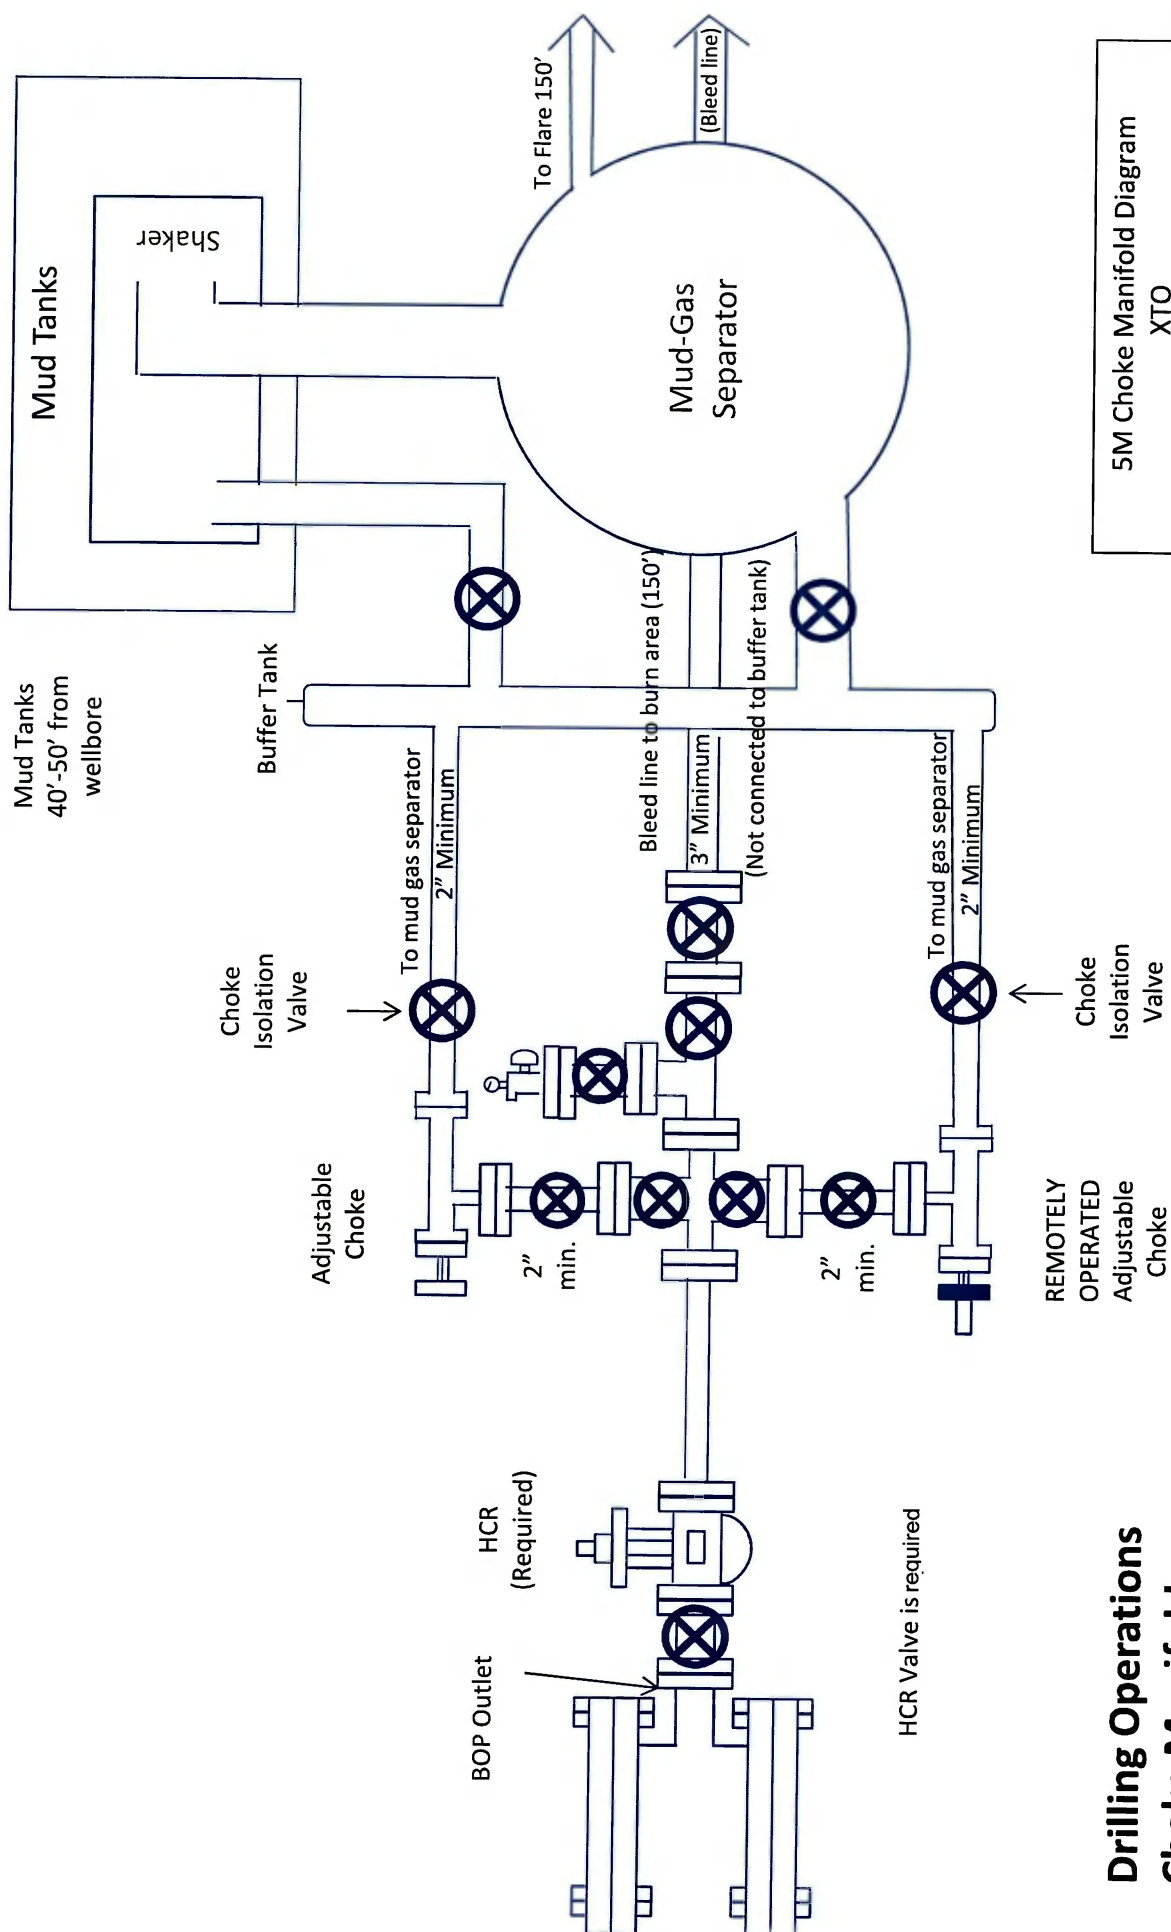 Mud Tanks
40’-50’ from
wellbore
Mud Tanks
Shaker
Buffer Tank
To Flare 150’
(Bleed line)
Mud-Gas
Separator
Choke
Isolation
Valve
To mud gas separator
2” Minimum
Bleed line to burn area (150’)
3” Minimum
(Not connected to buffer tank)
To mud gas separator
2” Minimum
Choke
Isolation
Valve
Adjustable
Choke
2”
min.
2”
min.
REMOTELY
OPERATED
Adjustable
Choke
HCR
(Required)
BOP Outlet
HCR Valve is required
5M Choke Manifold Diagram
XTO
Drilling Operations